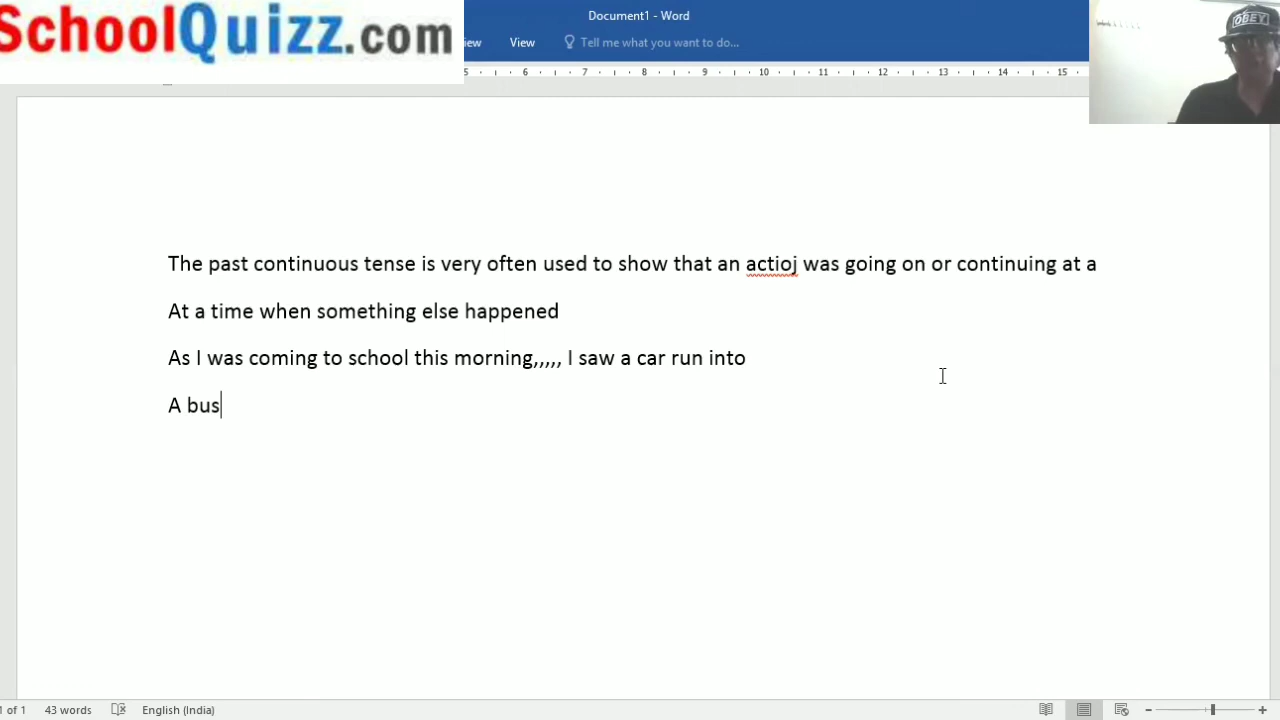 SchoolQuizz.com
Document1 - Word
View
Tell me what you want to do...
5 6 7 8 9 10 11 12 13 14 15
OBEY
The past continuous tense is very often used to show that an actioj was going on or continuing at a
At a time when something else happened
As I was coming to school this morning,,,,, I saw a car run into
A bus
1 of 1 43 words English (India)